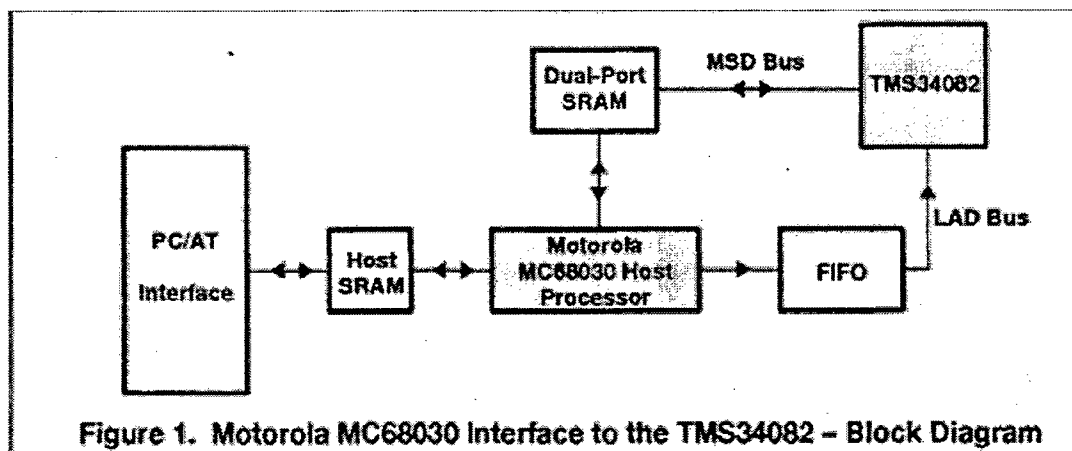 Dual-Port
SRAM
MSD Bus
TMS34082
LAD Bus
PC/AT
Interface
Host
SRAM
Motorola
MC68030 Host
Processor
FIFO
Figure 1. Motorola MC68030 Interface to the TMS34082 – Block Diagram